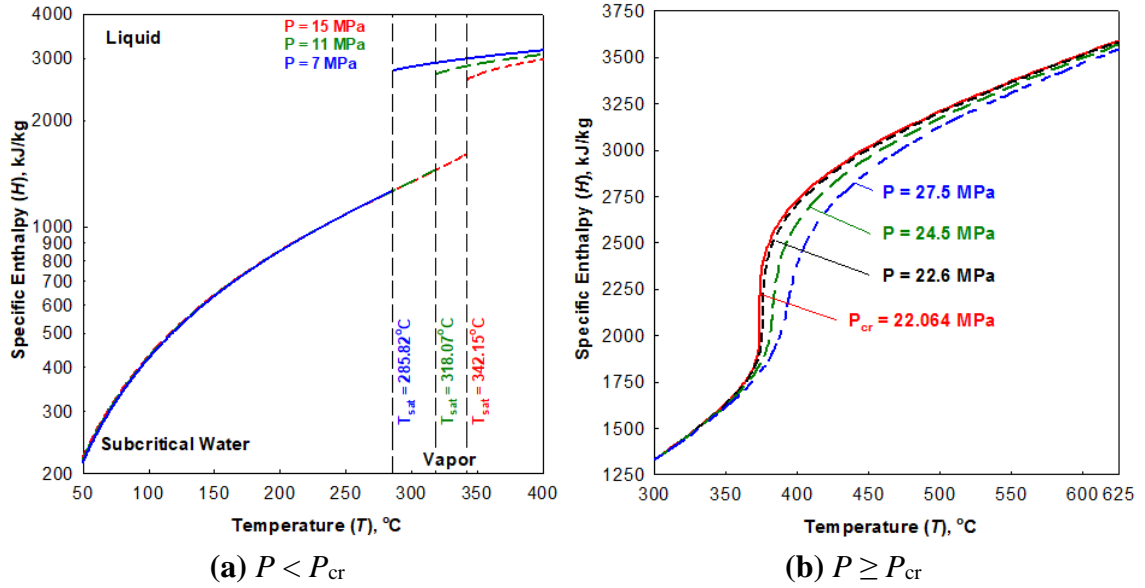 Liquid
P = 15 MPa
P = 11 MPa
P = 7 MPa
Specific Enthalpy (H), kJ/kg
4000
3000
2000
1000
900
800
700
600
500
400
300
200
T_sat = 285.82°C
T_sat = 318.07°C
T_sat = 342.15°C
Subcritical Water
Vapor
50 100 150 200 250 300 350 400
Temperature (T), °C
(a) P < P_cr
Specific Enthalpy (H), kJ/kg
3750
3500
3250
3000
2750
2500
2250
2000
1750
1500
1250
P = 27.5 MPa
P = 24.5 MPa
P = 22.6 MPa
P_cr = 22.064 MPa
300 350 400 450 500 550 600 625
Temperature (T), °C
(b) P ≥ P_cr